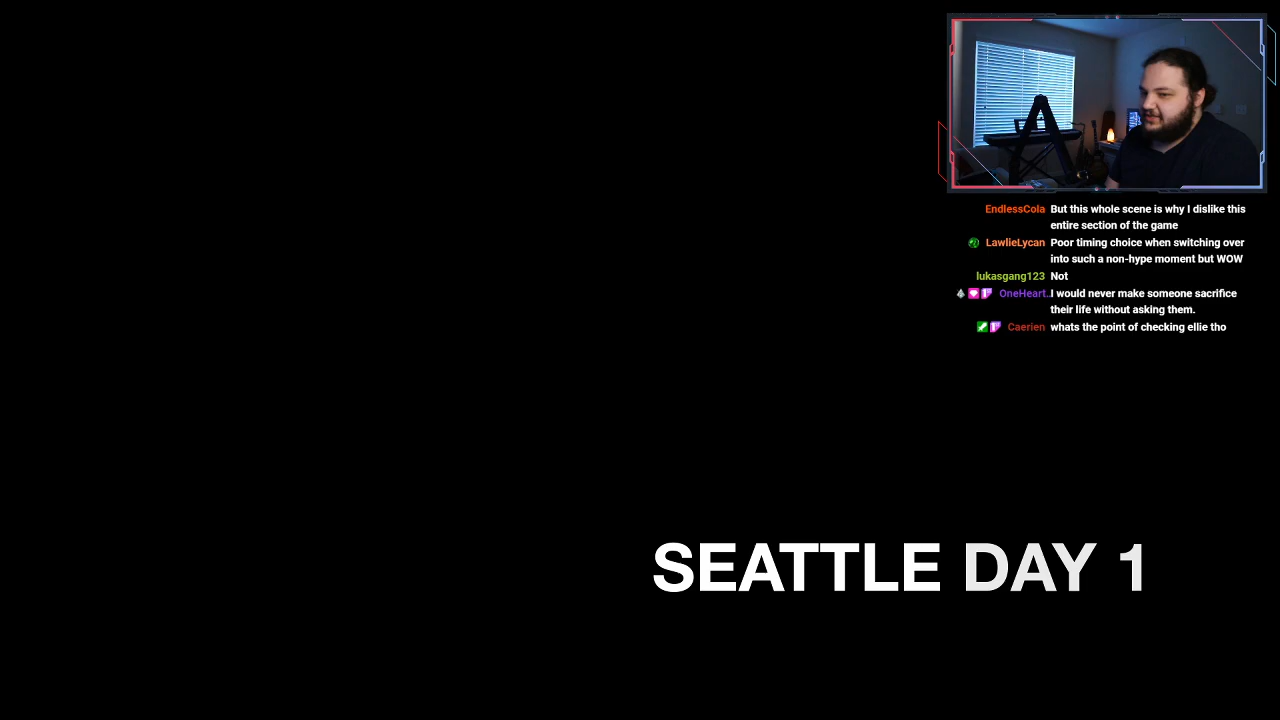 EndlessCola But this whole scene is why I dislike this
entire section of the game
LawlieLycan Poor timing choice when switching over
into such a non-hype moment but WOW
lukasgang123 Not
OneHeart.. I would never make someone sacrifice
their life without asking them.
Caerien whats the point of checking ellie tho
SEATTLE DAY 1